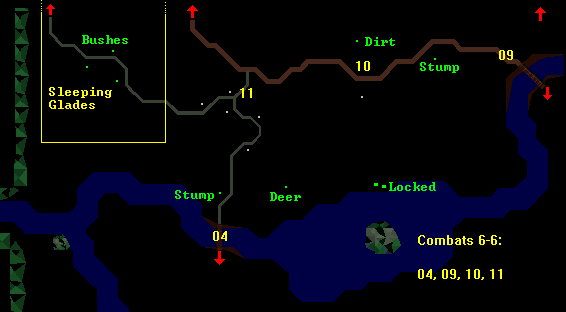 Bushes
Dirt
09
10
Stump
Sleeping
Glades
11
Locked
Stump
Deer
04
Combats 6-6:
04, 09, 10, 11